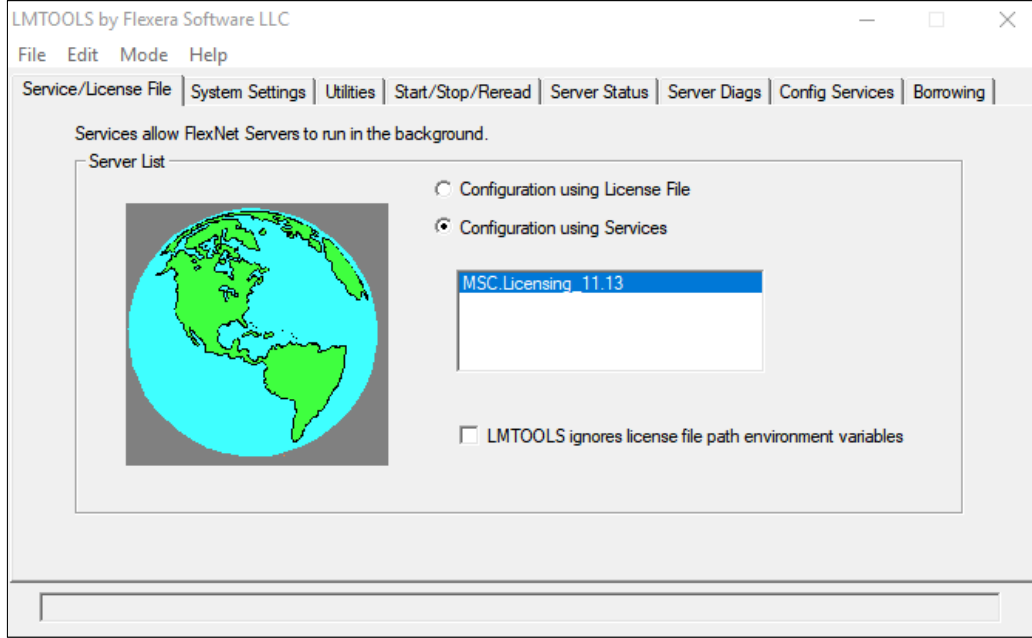 LMTOOLS by Flexera Software LLC
File Edit Mode Help
Service/License File System Settings Utilities Start/Stop/Reread Server Status Server Diags Config Services Borrowing
Services allow FlexNet Servers to run in the background.
Server List
Configuration using License File
Configuration using Services
MSC.Licensing_11.13
LMTOOLS ignores license file path environment variables